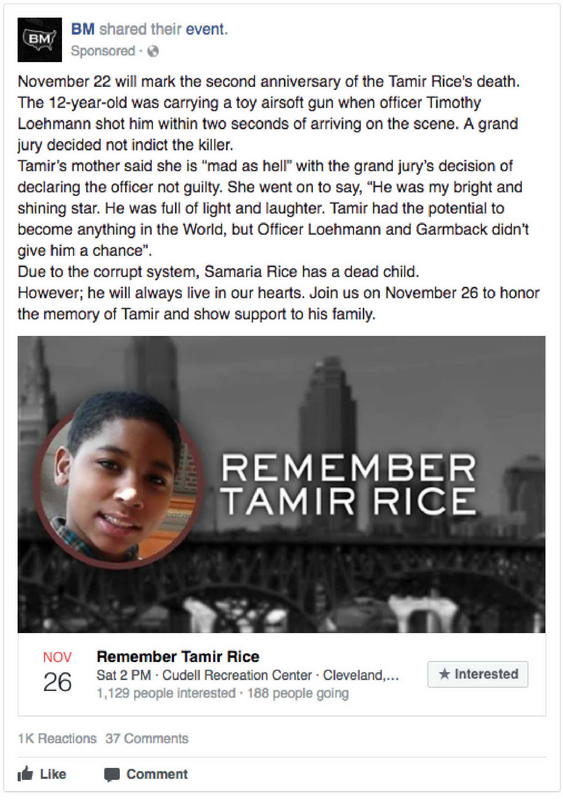 BM
BM shared their event.
Sponsored ·
November 22 will mark the second anniversary of the Tamir Rice's death.
The 12-year-old was carrying a toy airsoft gun when officer Timothy
Loehmann shot him within two seconds of arriving on the scene. A grand
jury decided not indict the killer.
Tamir's mother said she is “mad as hell” with the grand jury's decision of
declaring the officer not guilty. She went on to say, “He was my bright and
shining star. He was full of light and laughter. Tamir had the potential to
become anything in the World, but Officer Loehmann and Garmback didn't
give him a chance”.
Due to the corrupt system, Samaria Rice has a dead child.
However; he will always live in our hearts. Join us on November 26 to honor
the memory of Tamir and show support to his family.
REMEMBER
TAMIR RICE
NOV
26
Remember Tamir Rice
Sat 2 PM · Cudell Recreation Center · Cleveland,...
1,129 people interested · 188 people going
★ Interested
1K Reactions 37 Comments
Like Comment